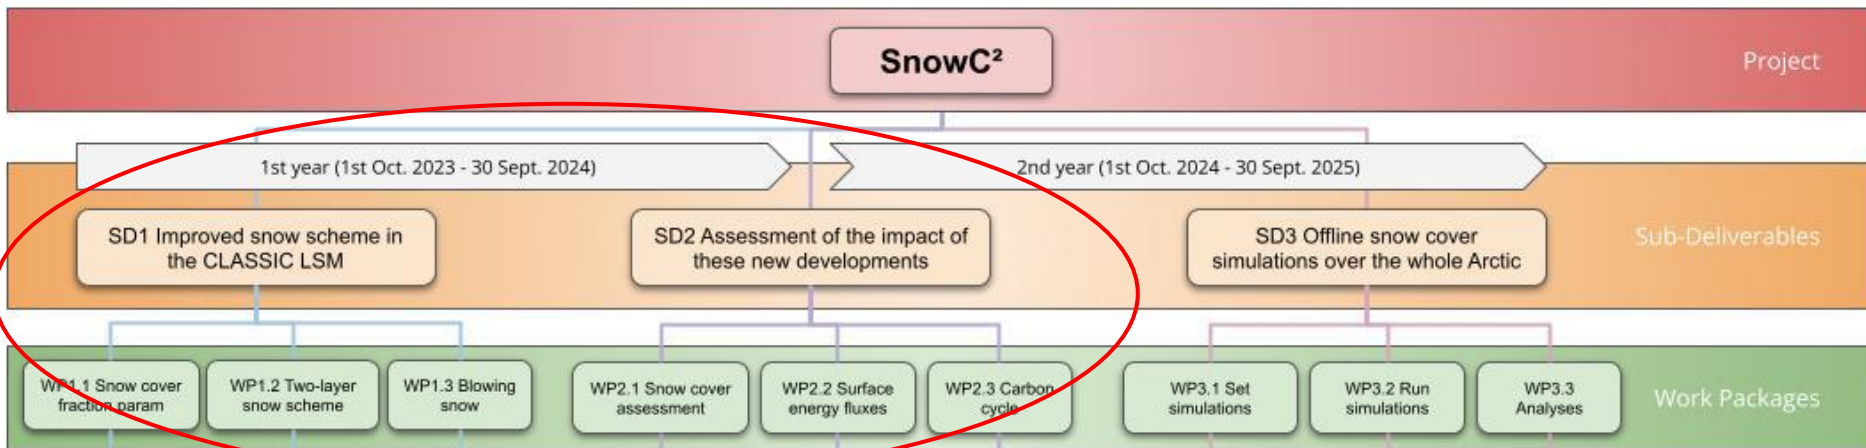 SnowC²
Project
1st year (1st Oct. 2023 - 30 Sept. 2024)
2nd year (1st Oct. 2024 - 30 Sept. 2025)
SD1 Improved snow scheme in
the CLASSIC LSM
SD2 Assessment of the impact of
these new developments
SD3 Offline snow cover
simulations over the whole Arctic
Sub-Deliverables
WP1.1 Snow cover
fraction param
WP1.2 Two-layer
snow scheme
WP1.3 Blowing
snow
WP2.1 Snow cover
assessment
WP2.2 Surface
energy fluxes
WP2.3 Carbon
cycle
WP3.1 Set
simulations
WP3.2 Run
simulations
WP3.3
Analyses
Work Packages